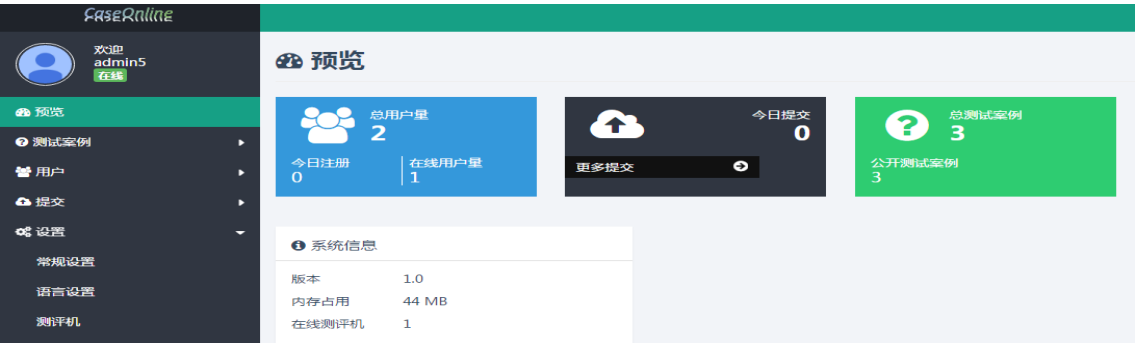 CaseOnline
欢迎
admin5
在线
预览
测试案例
用户
提交
设置
常规设置
语言设置
测评机
预览
总用户量
2
今日注册
0
在线用户量
1
今日提交
0
更多提交
总测试案例
3
公开测试案例
3
系统信息
版本 1.0
内存占用 44 MB
在线测评机 1